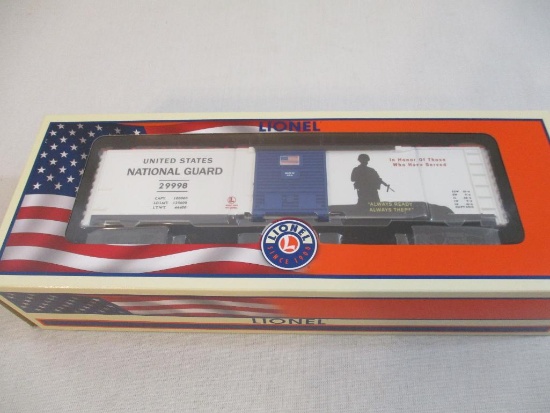 LIONEL
UNITED STATES
NATIONAL GUARD
29998
In Honor Of Those
Who Have Served
"ALWAYS READY
ALWAYS THERE"
LIONEL
L
SINCE 1900
LIONEL